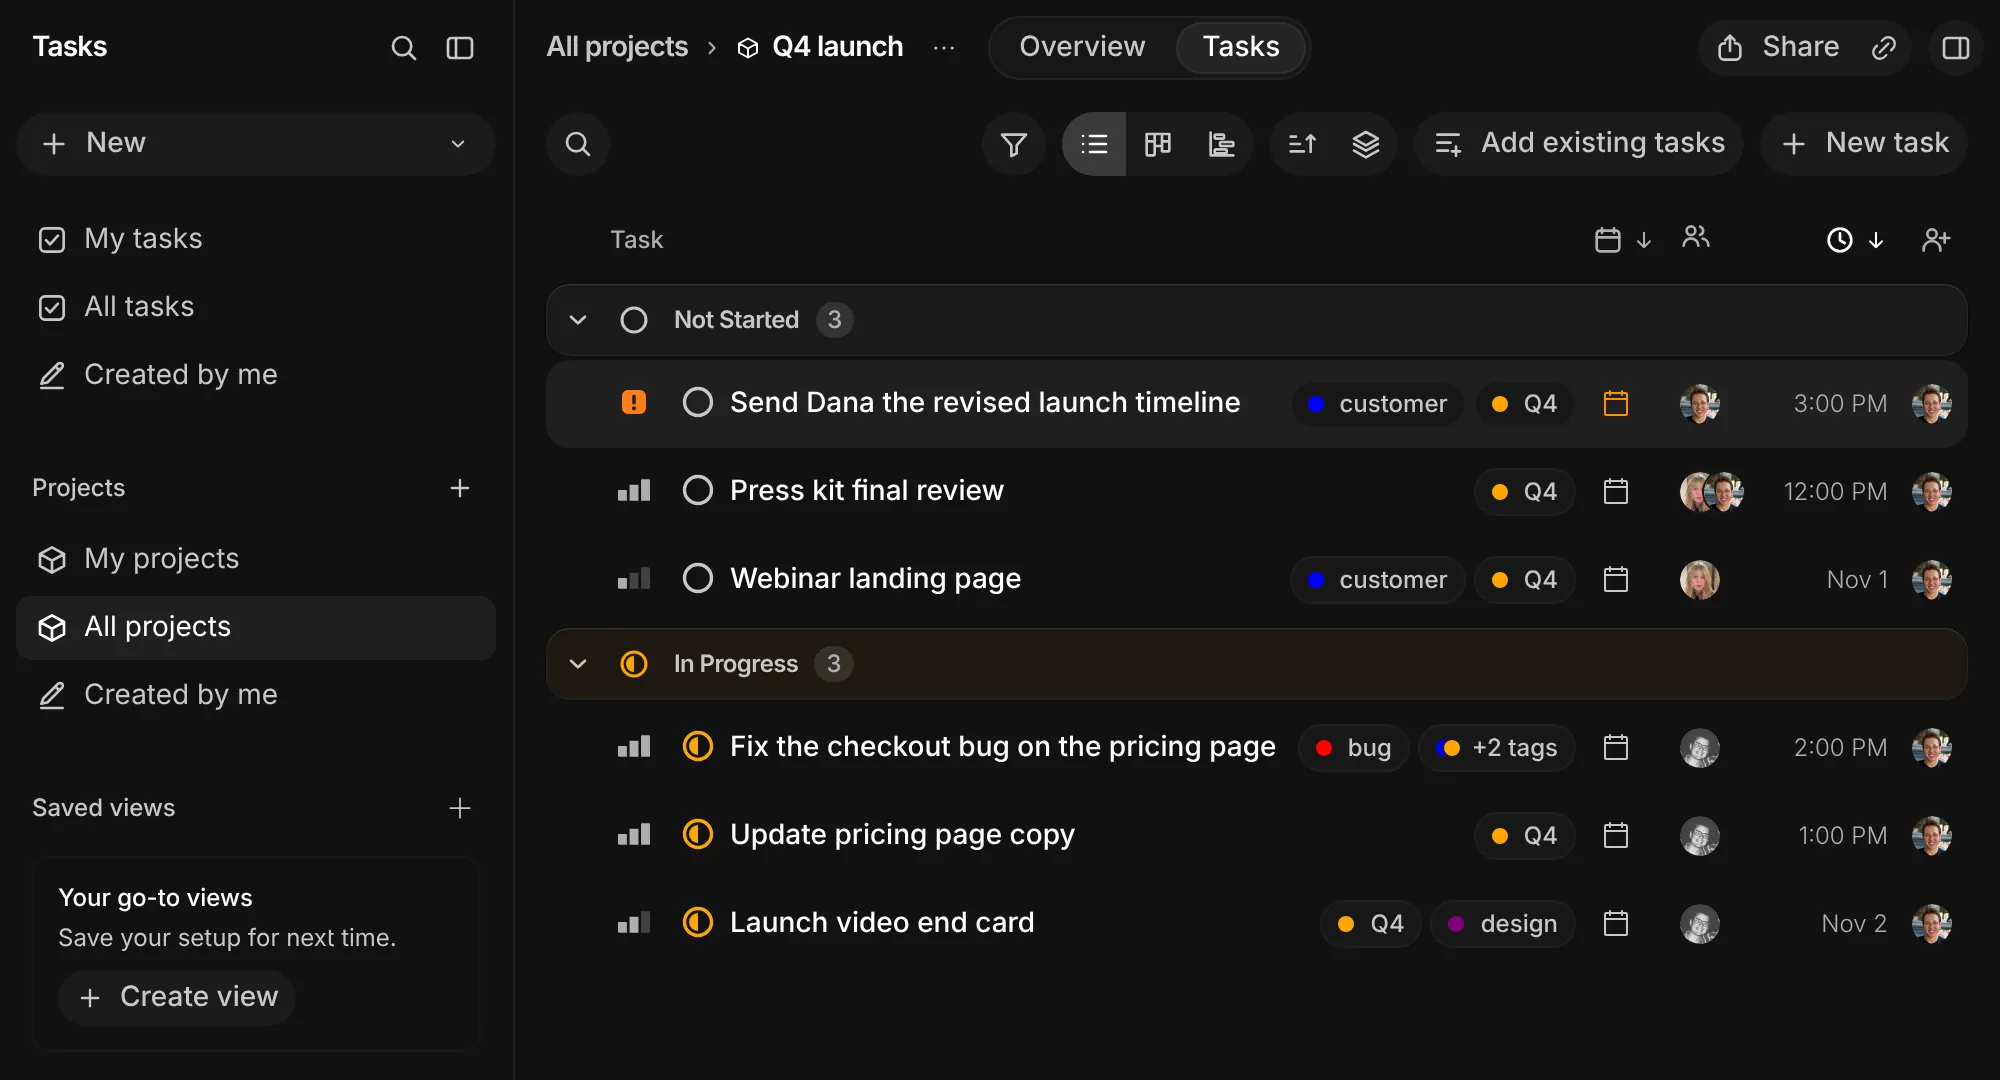 Tasks
New
My tasks
All tasks
Created by me
Projects
My projects
All projects
Created by me
Saved views
Your go-to views
Save your setup for next time.
Create view
All projects › Q4 launch ··· Overview Tasks Share
Add existing tasks New task
Task
Not Started 3
Send Dana the revised launch timeline customer Q4 3:00 PM
Press kit final review Q4 12:00 PM
Webinar landing page customer Q4 Nov 1
In Progress 3
Fix the checkout bug on the pricing page bug +2 tags 2:00 PM
Update pricing page copy Q4 1:00 PM
Launch video end card Q4 design Nov 2